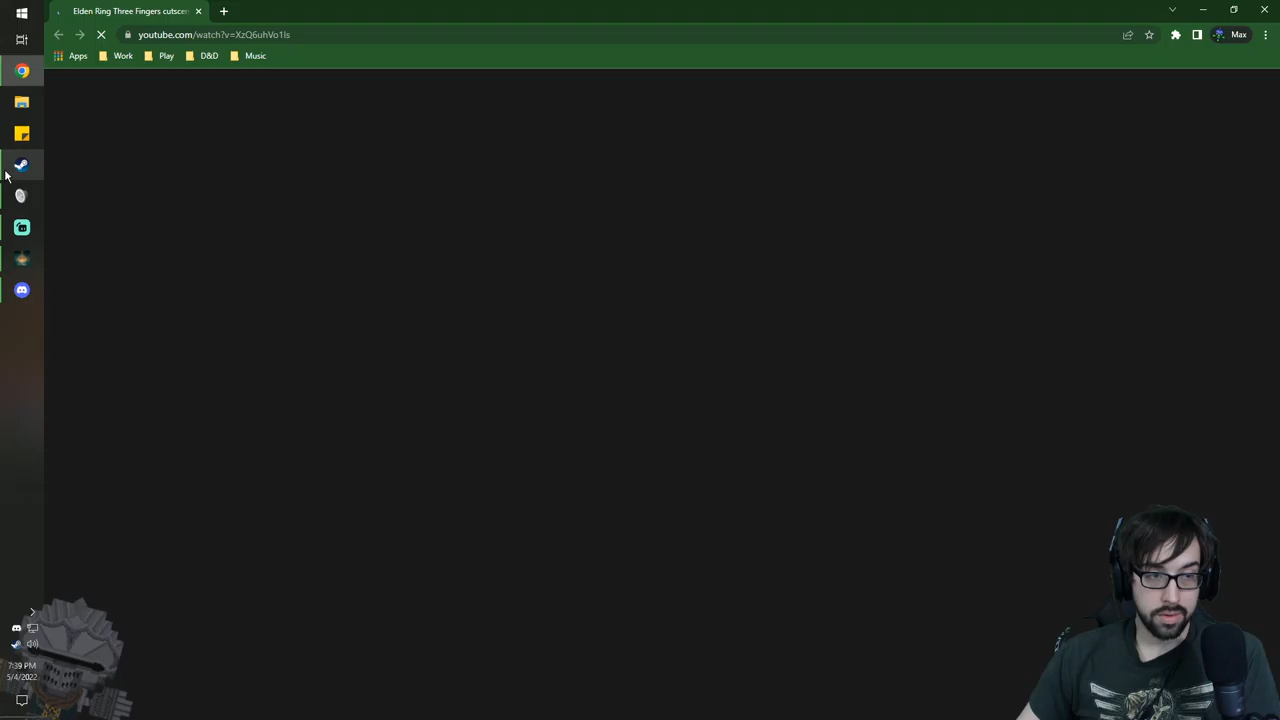 Elden Ring Three Fingers cutscen
youtube.com/watch?v=XzQ6uhVo1ls
Max
Apps
Work
Play
D&D
Music
7:39 PM
5/4/2022